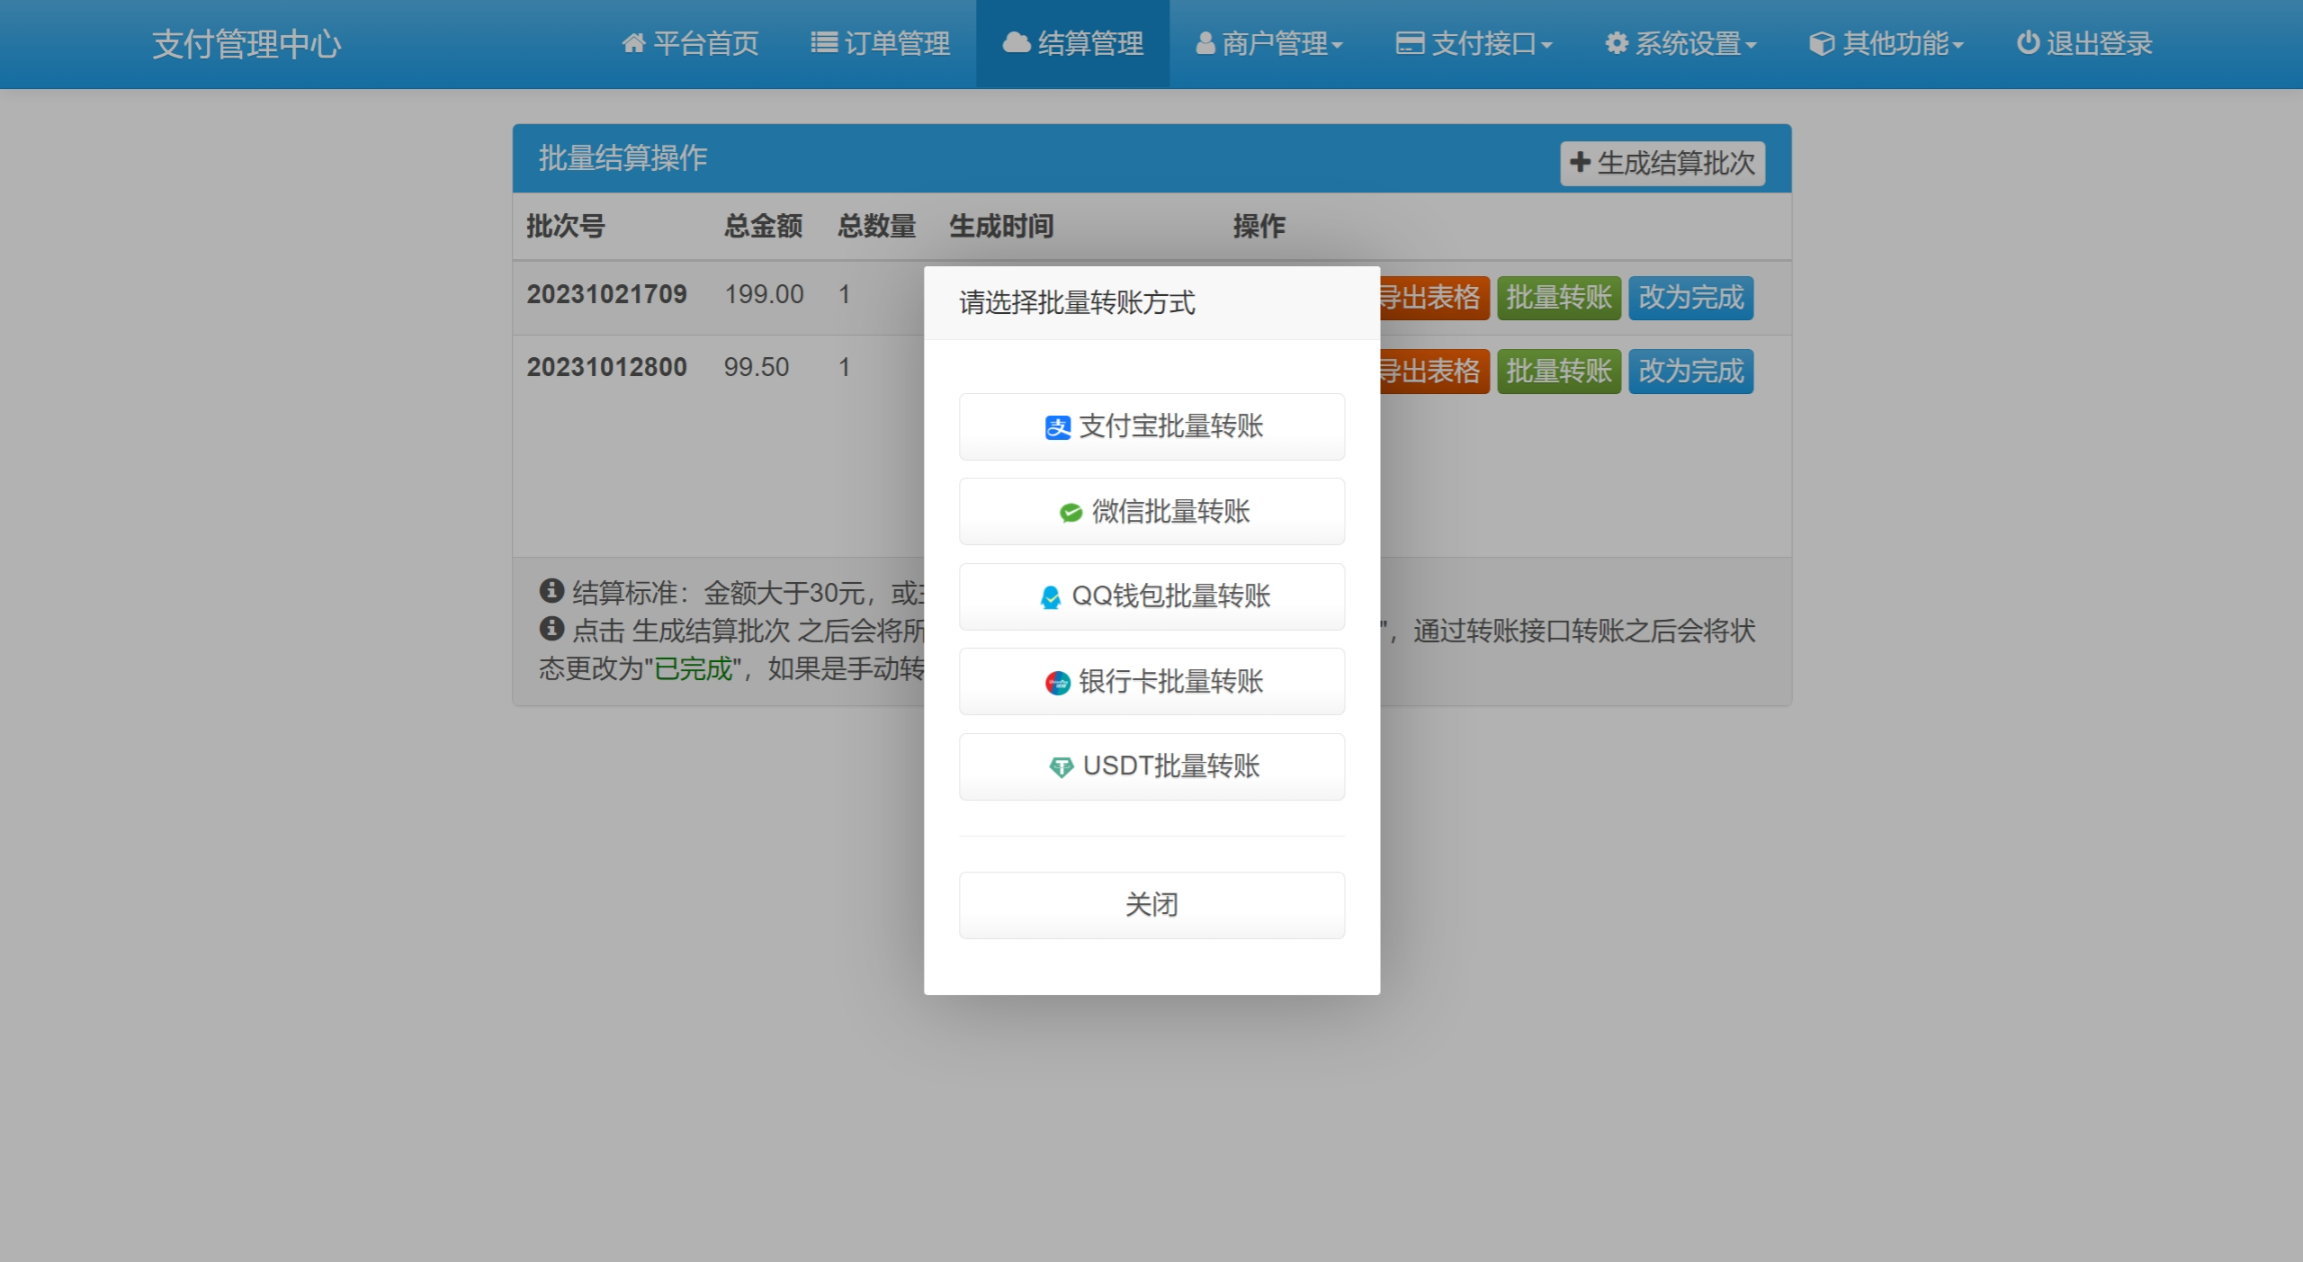 支付管理中心 平台首页 订单管理 结算管理 商户管理 支付接口 系统设置 其他功能 退出登录
批量结算操作 生成结算批次
批次号 总金额 总数量 生成时间 操作
20231021709 199.00 1 导出表格 批量转账 改为完成
20231012800 99.50 1 导出表格 批量转账 改为完成
请选择批量转账方式
支付宝批量转账
微信批量转账
QQ钱包批量转账
银行卡批量转账
USDT批量转账
关闭
结算标准：金额大于30元，或
点击 生成结算批次 之后会将所 "，通过转账接口转账之后会将状
态更改为"已完成"，如果是手动转